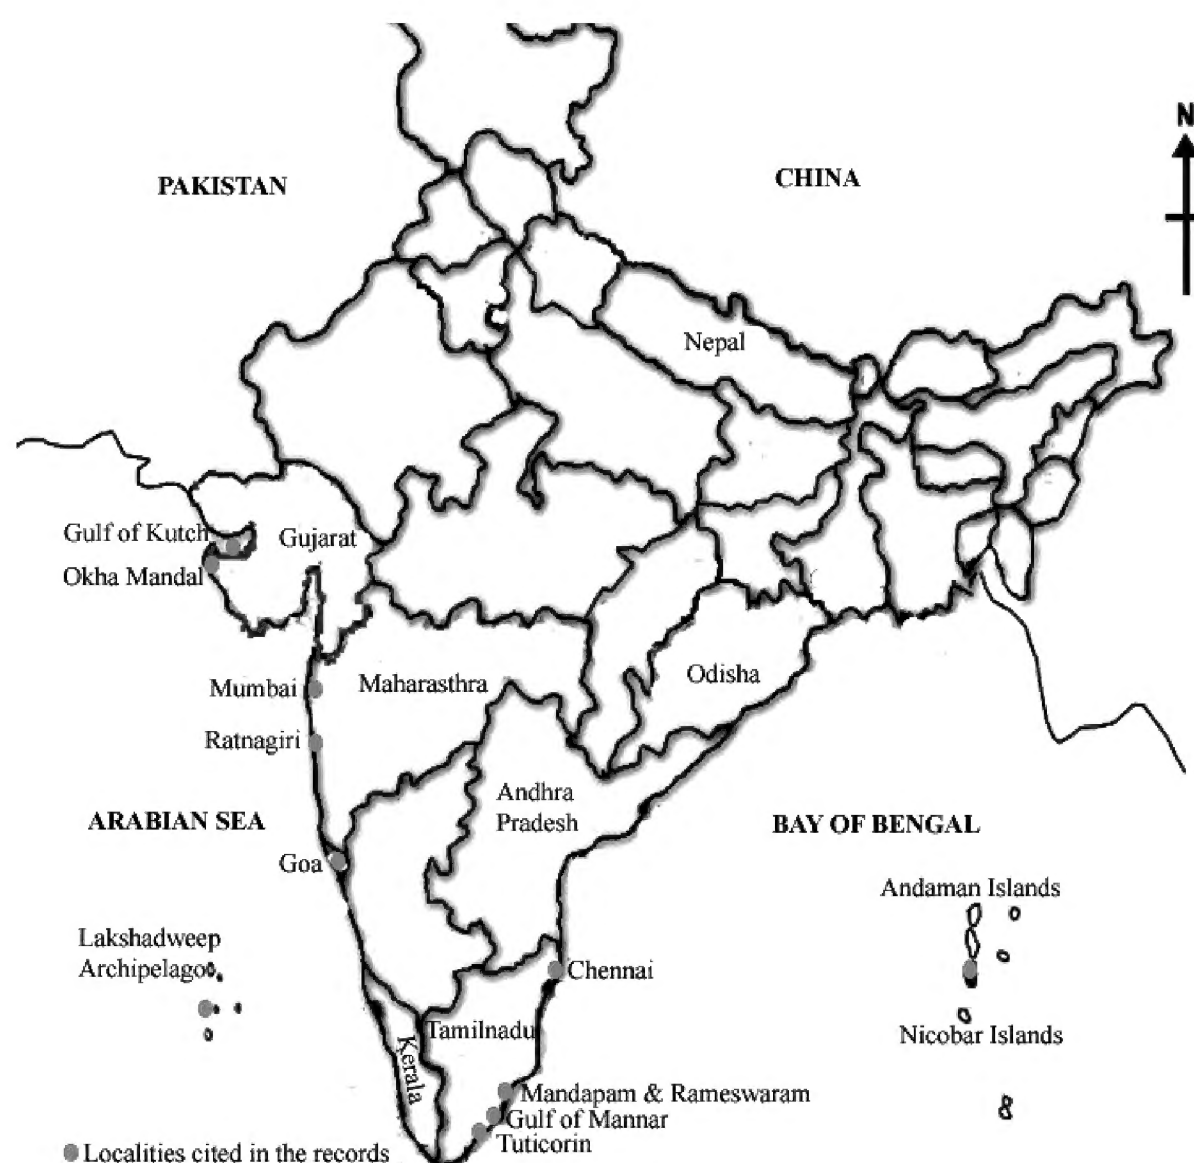 N
PAKISTAN
CHINA
Nepal
Gulf of Kutch
Gujarat
Okha Mandal
Mumbai
Maharasthra
Odisha
Ratnagiri
Andhra
Pradesh
ARABIAN SEA
BAY OF BENGAL
Goa
Andaman Islands
Lakshadweep
Archipelago
Chennai
Tamilnadu
Nicobar Islands
Kerala
Mandapam & Rameswaram
Gulf of Mannar
Tuticorin
Localities cited in the records